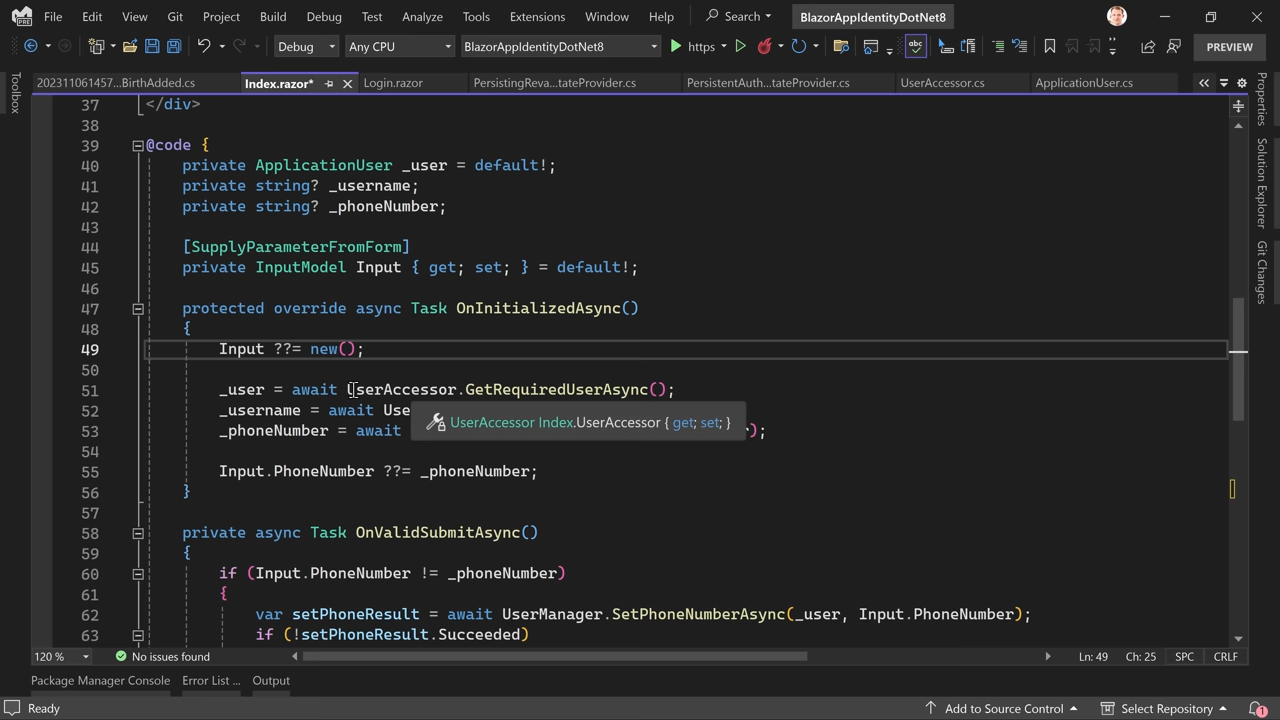 File Edit View Git Project Build Debug Test Analyze Tools Extensions Window Help Search BlazorAppIdentityDotNet8
PRE
Debug Any CPU BlazorAppIdentityDotNet8 https abc PREVIEW
202311061457...BirthAdded.cs Index.razor* Login.razor PersistingReva...tateProvider.cs PersistentAuth...tateProvider.cs UserAccessor.cs ApplicationUser.cs
Toolbox
Properties
Solution Explorer
Git Changes
37 </div>
38
39 @code {
40 private ApplicationUser _user = default!;
41 private string? _username;
42 private string? _phoneNumber;
43
44 [SupplyParameterFromForm]
45 private InputModel Input { get; set; } = default!;
46
47 protected override async Task OnInitializedAsync()
48 {
49 Input ??= new();
50
51 _user = await UserAccessor.GetRequiredUserAsync();
52 _username = await Use
UserAccessor Index.UserAccessor { get; set; }
53 _phoneNumber = await );
54
55 Input.PhoneNumber ??= _phoneNumber;
56 }
57
58 private async Task OnValidSubmitAsync()
59 {
60 if (Input.PhoneNumber != _phoneNumber)
61 {
62 var setPhoneResult = await UserManager.SetPhoneNumberAsync(_user, Input.PhoneNumber);
63 if (!setPhoneResult.Succeeded)
120 % No issues found Ln: 49 Ch: 25 SPC CRLF
Package Manager Console Error List ... Output
Ready Add to Source Control Select Repository 1